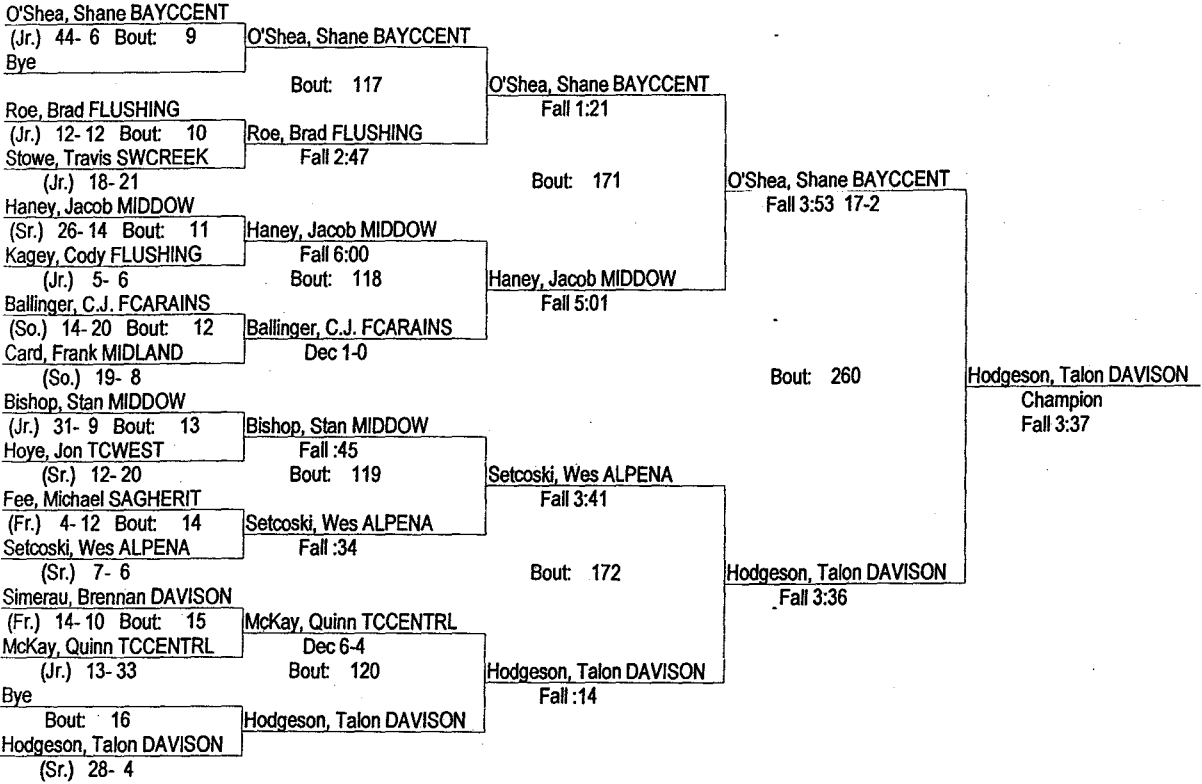 O'Shea, Shane BAYCCENT
(Jr.) 44- 6 Bout: 9
Bye
O'Shea, Shane BAYCCENT
Bout: 117
Roe, Brad FLUSHING
(Jr.) 12- 12 Bout: 10
Stowe, Travis SWCREEK
(Jr.) 18- 21
Roe, Brad FLUSHING
Fall 2:47
O'Shea, Shane BAYCCENT
Fall 1:21
Bout: 171
Haney, Jacob MIDDOW
(Sr.) 26- 14 Bout: 11
Kagey, Cody FLUSHING
(Jr.) 5- 6
Haney, Jacob MIDDOW
Fall 6:00
Bout: 118
Ballinger, C.J. FCARAINS
(So.) 14- 20 Bout: 12
Card, Frank MIDLAND
(So.) 19- 8
Ballinger, C.J. FCARAINS
Dec 1-0
Haney, Jacob MIDDOW
Fall 5:01
O'Shea, Shane BAYCCENT
Fall 3:53 17-2
Bout: 260
Bishop, Stan MIDDOW
(Jr.) 31- 9 Bout: 13
Hoye, Jon TCWEST
(Sr.) 12- 20
Bishop, Stan MIDDOW
Fall :45
Bout: 119
Fee, Michael SAGHERIT
(Fr.) 4- 12 Bout: 14
Setcoski, Wes ALPENA
(Sr.) 7- 6
Setcoski, Wes ALPENA
Fall :34
Setcoski, Wes ALPENA
Fall 3:41
Bout: 172
Simerau, Brennan DAVISON
(Fr.) 14- 10 Bout: 15
McKay, Quinn TCCENTRL
(Jr.) 13- 33
McKay, Quinn TCCENTRL
Dec 6-4
Bout: 120
Bye
Bout: 16
Hodgeson, Talon DAVISON
(Sr.) 28- 4
Hodgeson, Talon DAVISON
Hodgeson, Talon DAVISON
Fall :14
Hodgeson, Talon DAVISON
Fall 3:36
Hodgeson, Talon DAVISON
Champion
Fall 3:37